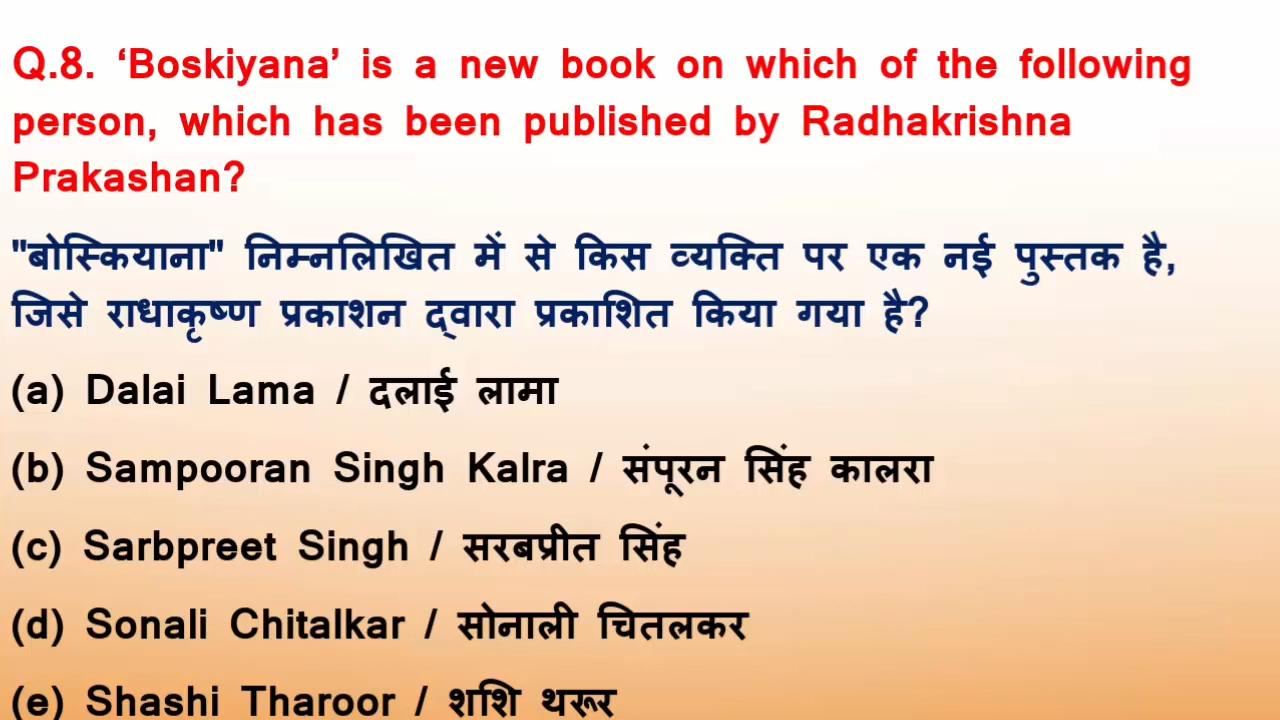 Q.8. ‘Boskiyana’ is a new book on which of the following
person, which has been published by Radhakrishna
Prakashan?
"बोस्कियाना" निम्नलिखित में से किस व्यक्ति पर एक नई पुस्तक है,
जिसे राधाकृष्ण प्रकाशन द्वारा प्रकाशित किया गया है?
(a) Dalai Lama / दलाई लामा
(b) Sampooran Singh Kalra / संपूरन सिंह कालरा
(c) Sarbpreet Singh / सरबप्रीत सिंह
(d) Sonali Chitalkar / सोनाली चितलकर
(e) Shashi Tharoor / शशि थरूर